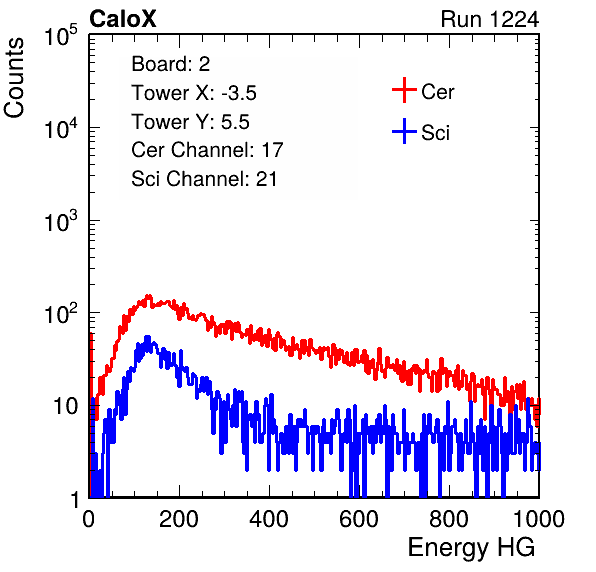 CaloX Run 1224
Counts
10^5
10^4
10^3
10^2
10
1
Board: 2
Tower X: -3.5
Tower Y: 5.5
Cer Channel: 17
Sci Channel: 21
Cer
Sci
0 200 400 600 800 1000
Energy HG